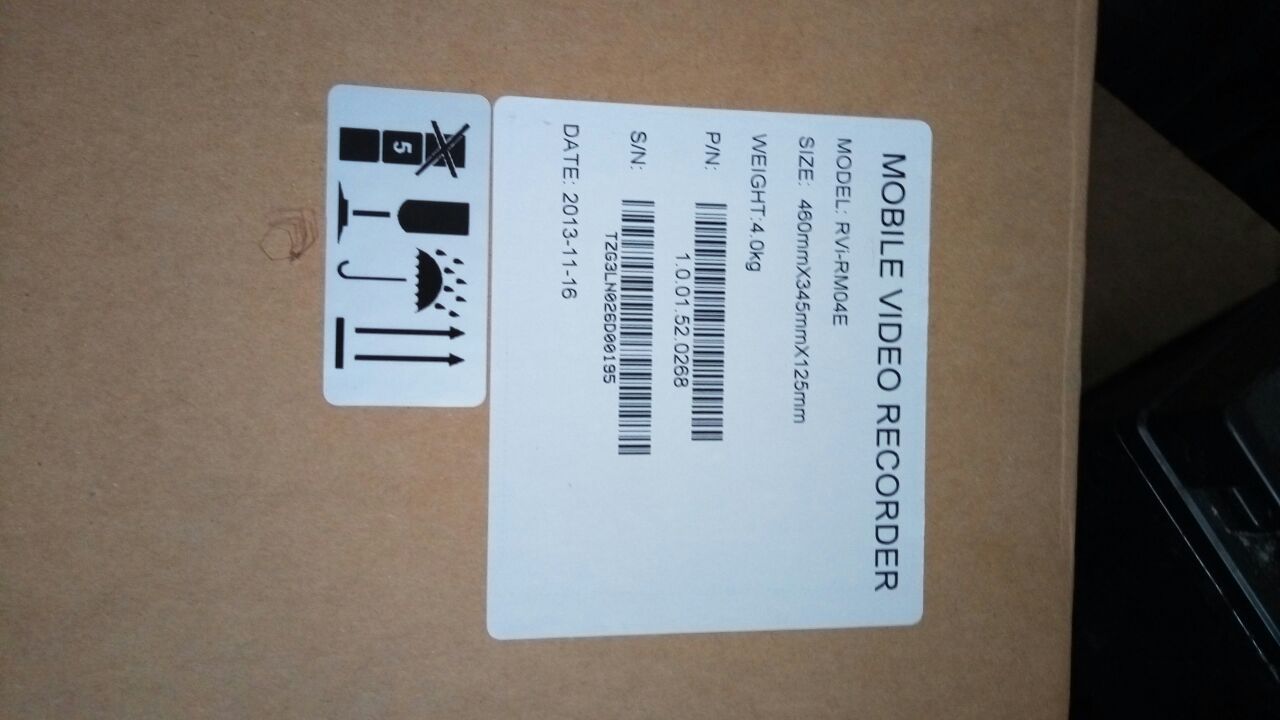 MOBILE VIDEO RECORDER
MODEL: RVi-RM04E
SIZE: 460mmX345mmX125mm
WEIGHT:4.0kg
P/N:
1.0.01.52.0268
S/N:
TZG3LN026D00195
DATE: 2013-11-16
5